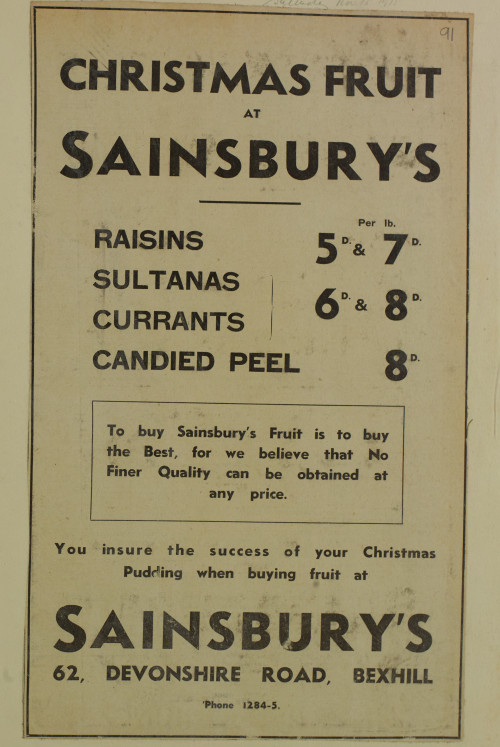 91
CHRISTMAS FRUIT
AT
SAINSBURY'S
Per lb.
RAISINS 5D. & 7D.
SULTANAS
CURRANTS 6D. & 8D.
CANDIED PEEL 8D.
To buy Sainsbury's Fruit is to buy
the Best, for we believe that No
Finer Quality can be obtained at
any price.
You insure the success of your Christmas
Pudding when buying fruit at
SAINSBURY'S
62, DEVONSHIRE ROAD, BEXHILL
'Phone 1284-5.